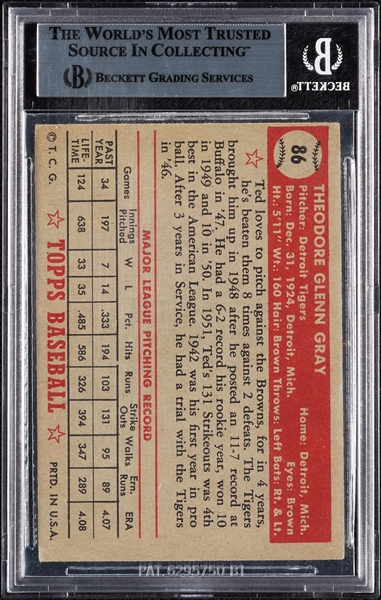 THE WORLD'S MOST TRUSTED
SOURCE IN COLLECTING™
B BECKETT GRADING SERVICES
B
BECKETT
86
THEODORE GLENN GRAY
Pitcher: Detroit Tigers Home: Detroit, Mich.
Born: Dec. 31, 1924, Detroit, Mich. Eyes: Brown
Ht.: 5'11" Wt.: 160 Hair: Brown Throws: Left Bats: Rt. & Lt.
Ted loves to pitch against the Browns, for in 4 years,
he's beaten them 8 times against 2 defeats. The Tigers
brought him up in 1948 after he posted an 11-7 record at
Buffalo in '47. He had a 6-2 record his rookie year, won 10
in 1949 and 10 in '50. In 1951, Ted's 131 Strikeouts was 4th
best in the American League. 1942 was his first year in pro
ball. After 3 years in Service, he had a trial with the Tigers
in '46.
MAJOR LEAGUE PITCHING RECORD
Games Innings Pitched W L Pct. Hits Runs Strike Outs Walks Ern. Runs ERA
PAST YEAR 34 197 7 14 .333 194 103 131 95 89 4.07
LIFE-TIME 124 638 33 35 .485 586 326 394 347 289 4.08
© T. C. G. TOPPS BASEBALL PRTD. IN U.S.A.
PAT 6295750 B1